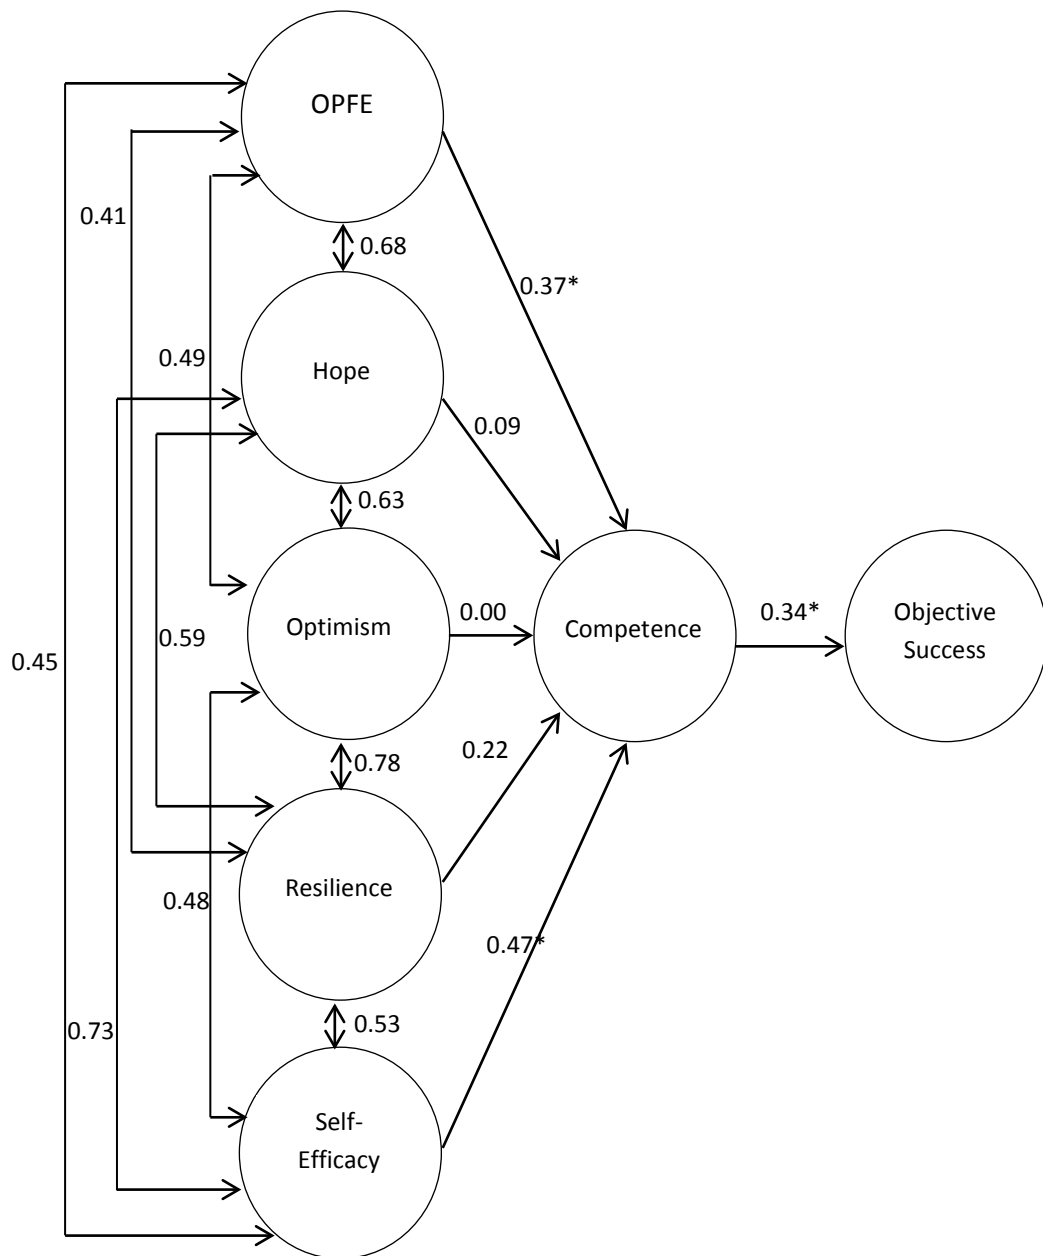 OPFE
0.41
0.68
0.37*
0.49
Hope
0.09
0.63
0.59
0.45
Optimism
0.00
Competence
0.34*
Objective
Success
0.78
0.22
Resilience
0.48
0.47*
0.53
0.73
Self-
Efficacy